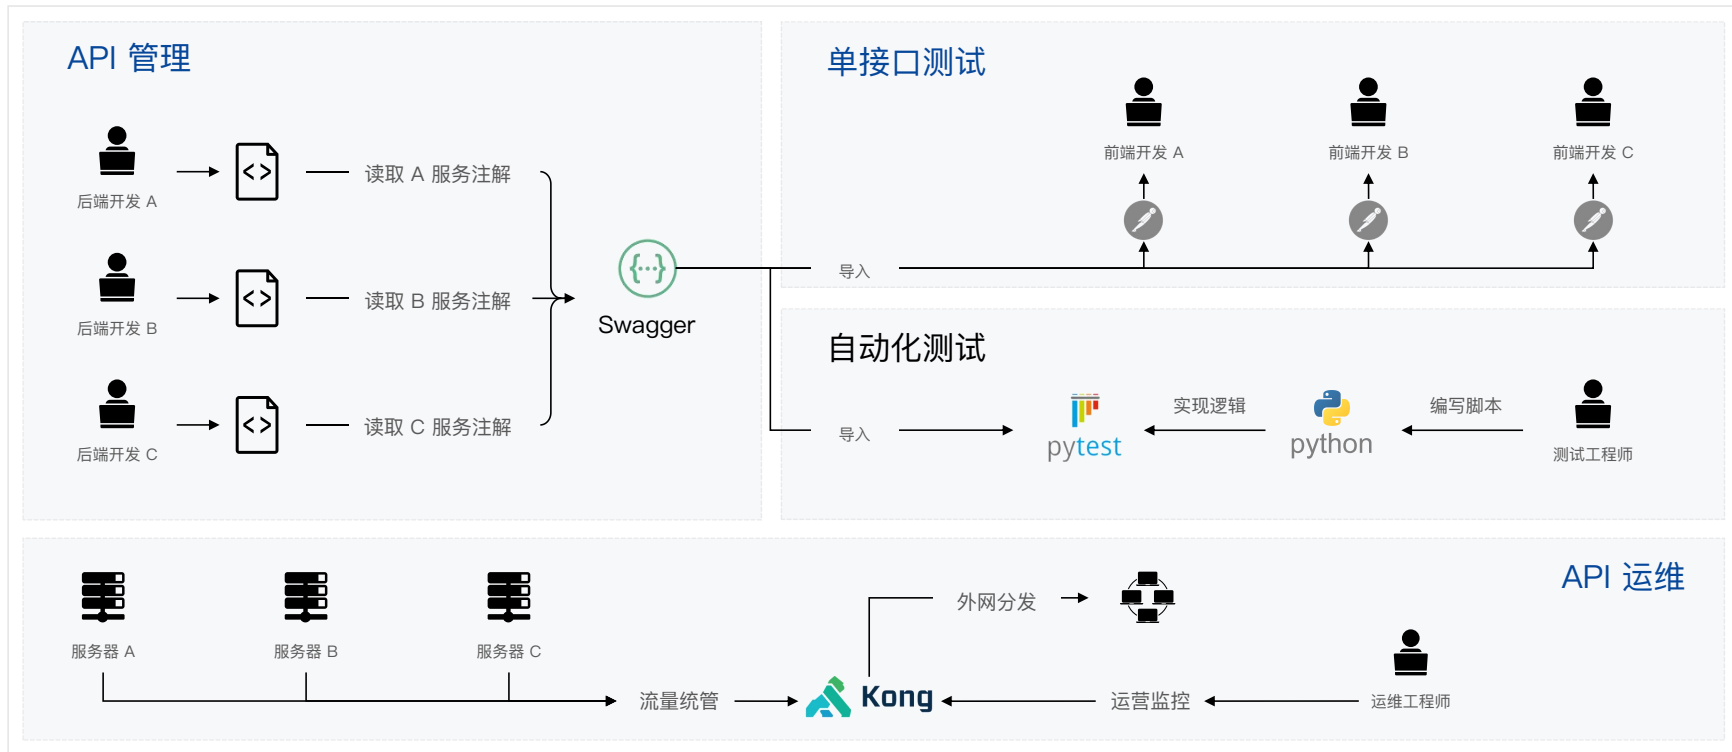 API 管理
后端开发 A
读取 A 服务注解
后端开发 B
读取 B 服务注解
后端开发 C
读取 C 服务注解
Swagger
单接口测试
前端开发 A
前端开发 B
前端开发 C
导入
自动化测试
导入
pytest
实现逻辑
python
编写脚本
测试工程师
API 运维
服务器 A
服务器 B
服务器 C
流量统管
Kong
外网分发
运营监控
运维工程师